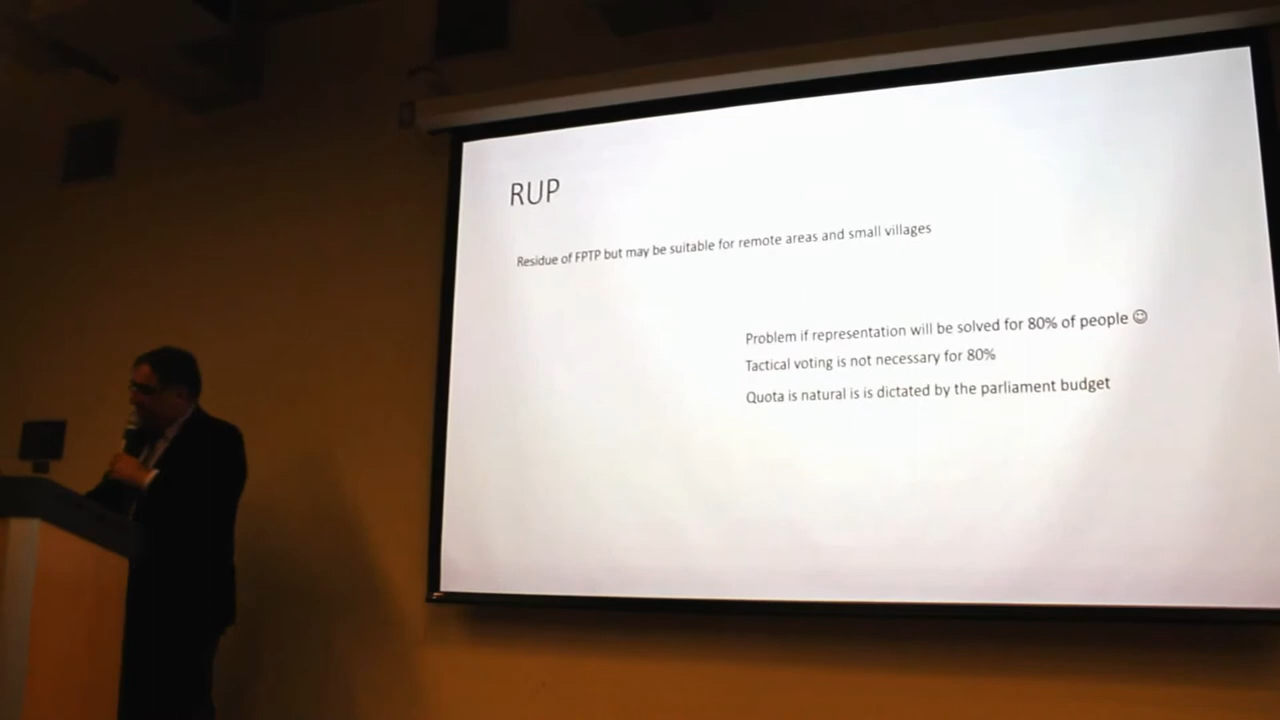 RUP
Residue of FPTP but may be suitable for remote areas and small villages
Problem if representation will be solved for 80% of people ☺
Tactical voting is not necessary for 80%
Quota is natural is is dictated by the parliament budget